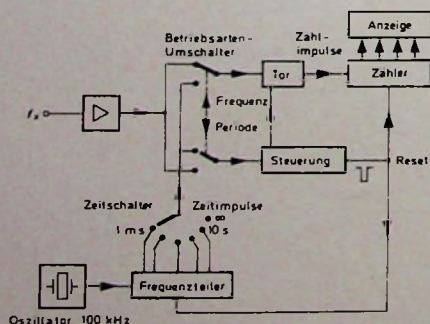 Anzeige
Betriebsarten-
Umschalter
Zähl-
impulse
Tor
Zähler
fₓ
Frequenz
Periode
Steuerung
Reset
Zeitschalter
Zeitimpulse
1 ms
∞
10 s
Frequenzteiler
Oszillator 100 kHz